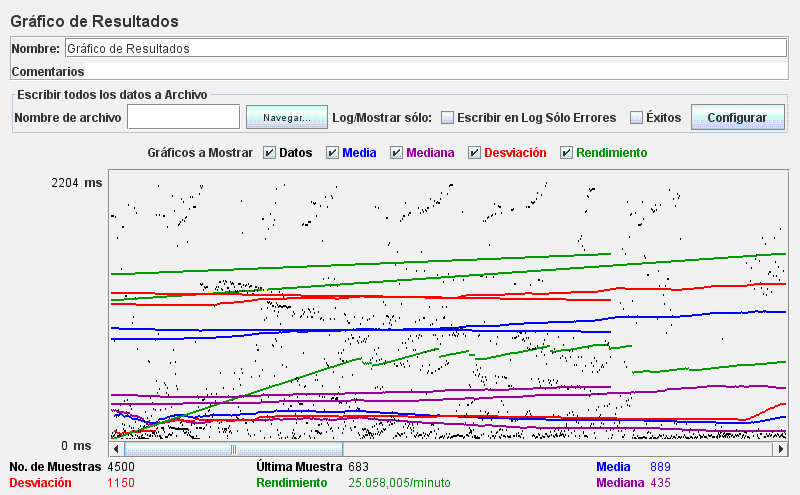 Gráfico de Resultados
Nombre: Gráfico de Resultados
Comentarios
Escribir todos los datos a Archivo
Nombre de archivo Navegar... Log/Mostrar sólo: Escribir en Log Sólo Errores Éxitos Configurar
Gráficos a Mostrar Datos Media Mediana Desviación Rendimiento
2204 ms
0 ms
No. de Muestras 4500 Última Muestra 683 Media 889
Desviación 1150 Rendimiento 25.058,005/minuto Mediana 435